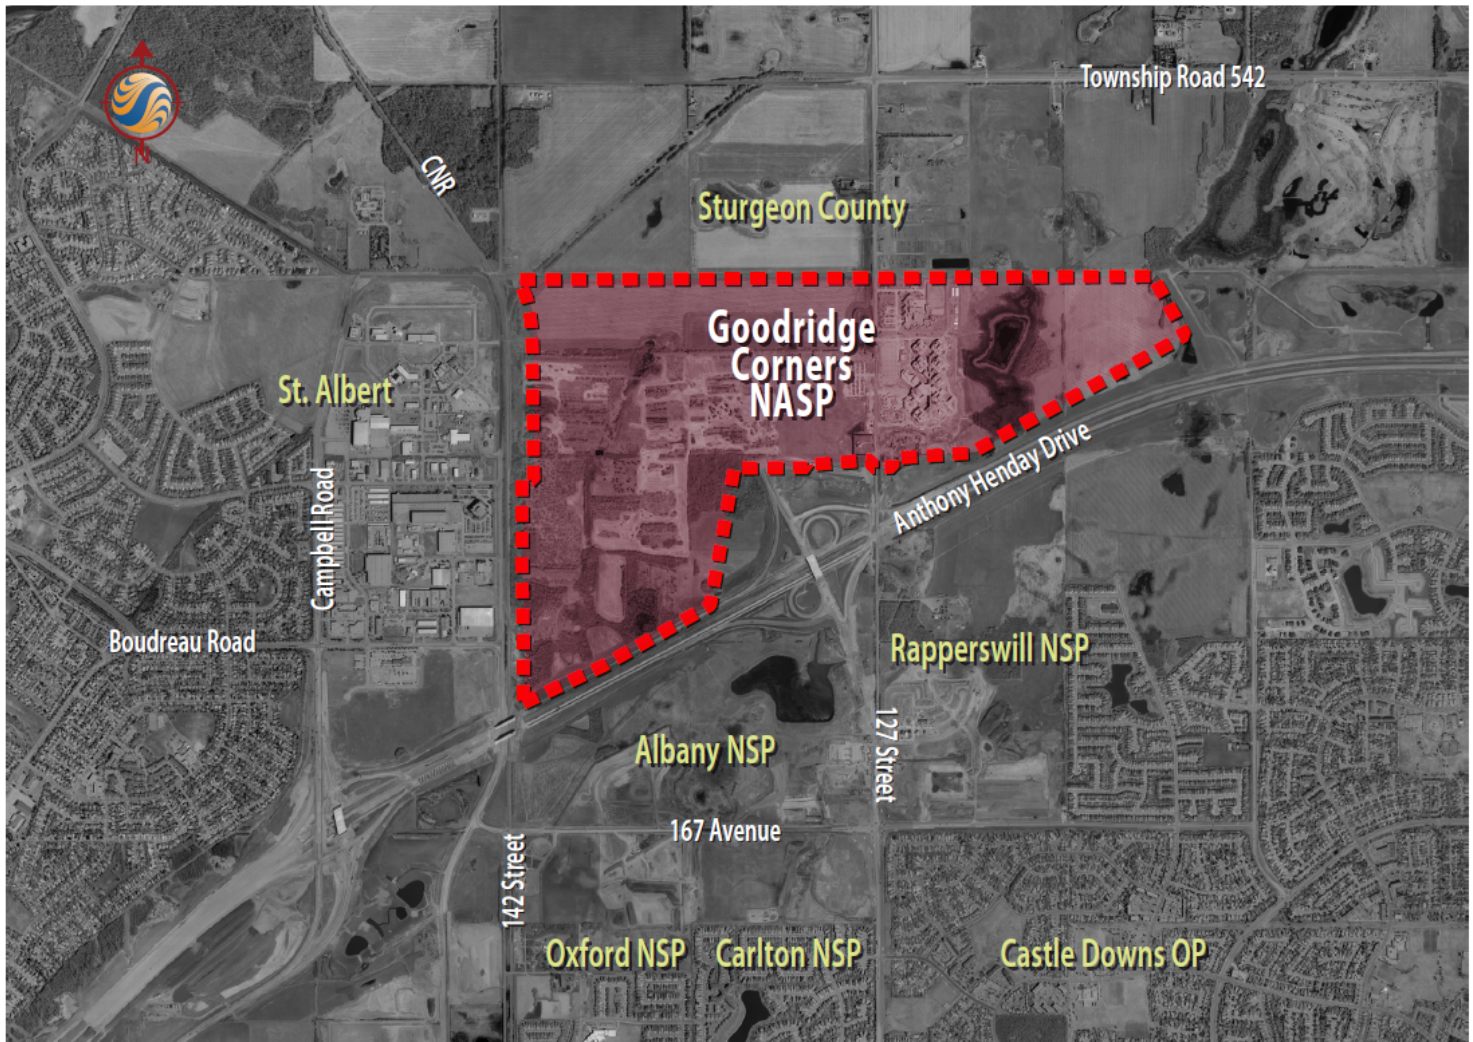 Township Road 542
N
CNR
Sturgeon County
Goodridge
Corners
NASP
St. Albert
Anthony Henday Drive
Campbell Road
Boudreau Road
Rapperswill NSP
127 Street
Albany NSP
167 Avenue
142 Street
Oxford NSP
Carlton NSP
Castle Downs OP